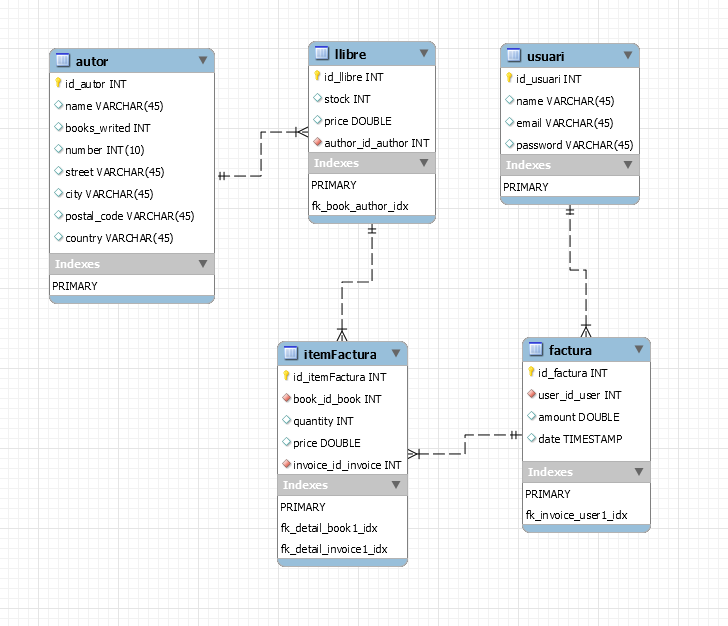 autor
id_autor INT
name VARCHAR(45)
books_writed INT
number INT(10)
street VARCHAR(45)
city VARCHAR(45)
postal_code VARCHAR(45)
country VARCHAR(45)
Indexes
PRIMARY
llibre
id_llibre INT
stock INT
price DOUBLE
author_id_author INT
Indexes
PRIMARY
fk_book_author_idx
usuari
id_usuari INT
name VARCHAR(45)
email VARCHAR(45)
password VARCHAR(45)
Indexes
PRIMARY
itemFactura
id_itemFactura INT
book_id_book INT
quantity INT
price DOUBLE
invoice_id_invoice INT
Indexes
PRIMARY
fk_detail_book1_idx
fk_detail_invoice1_idx
factura
id_factura INT
user_id_user INT
amount DOUBLE
date TIMESTAMP
Indexes
PRIMARY
fk_invoice_user1_idx